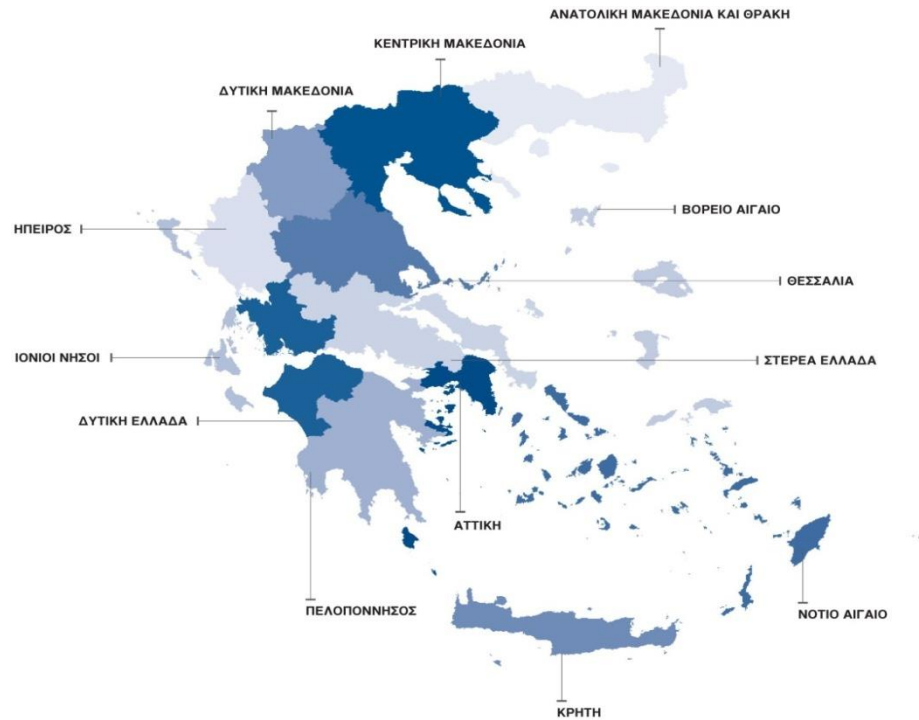 ΑΝΑΤΟΛΙΚΗ ΜΑΚΕΔΟΝΙΑ ΚΑΙ ΘΡΑΚΗ
ΚΕΝΤΡΙΚΗ ΜΑΚΕΔΟΝΙΑ
ΔΥΤΙΚΗ ΜΑΚΕΔΟΝΙΑ
ΒΟΡΕΙΟ ΑΙΓΑΙΟ
ΗΠΕΙΡΟΣ
ΘΕΣΣΑΛΙΑ
ΙΟΝΙΟΙ ΝΗΣΟΙ
ΣΤΕΡΕΑ ΕΛΛΑΔΑ
ΔΥΤΙΚΗ ΕΛΛΑΔΑ
ΑΤΤΙΚΗ
ΠΕΛΟΠΟΝΝΗΣΟΣ
ΝΟΤΙΟ ΑΙΓΑΙΟ
ΚΡΗΤΗ